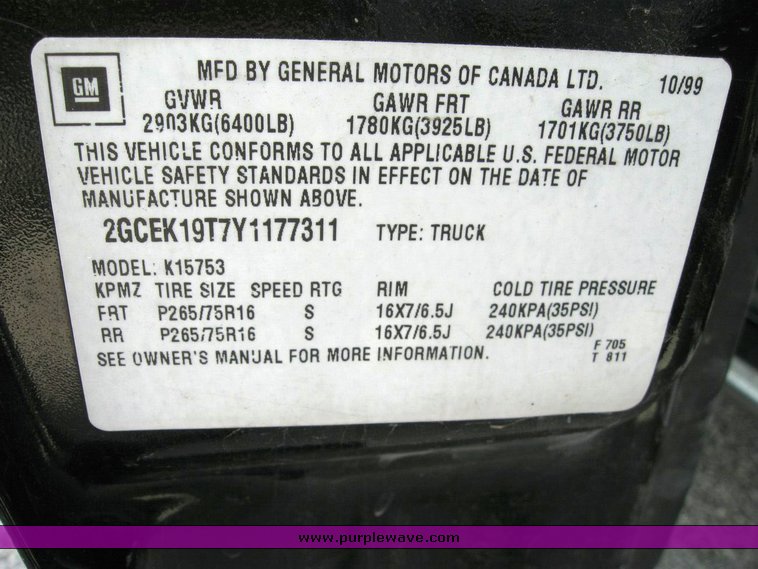 GM
MFD BY GENERAL MOTORS OF CANADA LTD. 10/99
GVWR GAWR FRT GAWR RR
2903KG(6400LB) 1780KG(3925LB) 1701KG(3750LB)
THIS VEHICLE CONFORMS TO ALL APPLICABLE U.S. FEDERAL MOTOR
VEHICLE SAFETY STANDARDS IN EFFECT ON THE DATE OF
MANUFACTURE SHOWN ABOVE.
2GCEK19T7Y1177311 TYPE: TRUCK
MODEL: K15753
KPMZ TIRE SIZE SPEED RTG RIM COLD TIRE PRESSURE
FRT P265/75R16 S 16X7/6.5J 240KPA(35PSI)
RR P265/75R16 S 16X7/6.5J 240KPA(35PSI)
SEE OWNER'S MANUAL FOR MORE INFORMATION. F 705
T 811
www.purplewave.com